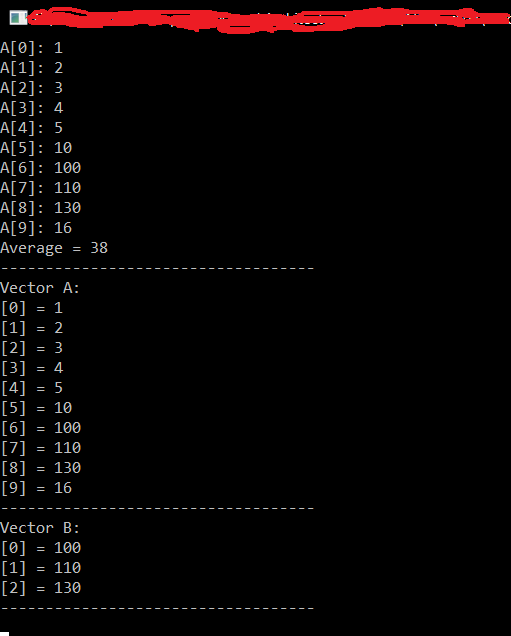 A[0]: 1
A[1]: 2
A[2]: 3
A[3]: 4
A[4]: 5
A[5]: 10
A[6]: 100
A[7]: 110
A[8]: 130
A[9]: 16
Average = 38
-----------------------------------
Vector A:
[0] = 1
[1] = 2
[2] = 3
[3] = 4
[4] = 5
[5] = 10
[6] = 100
[7] = 110
[8] = 130
[9] = 16
-----------------------------------
Vector B:
[0] = 100
[1] = 110
[2] = 130
-----------------------------------